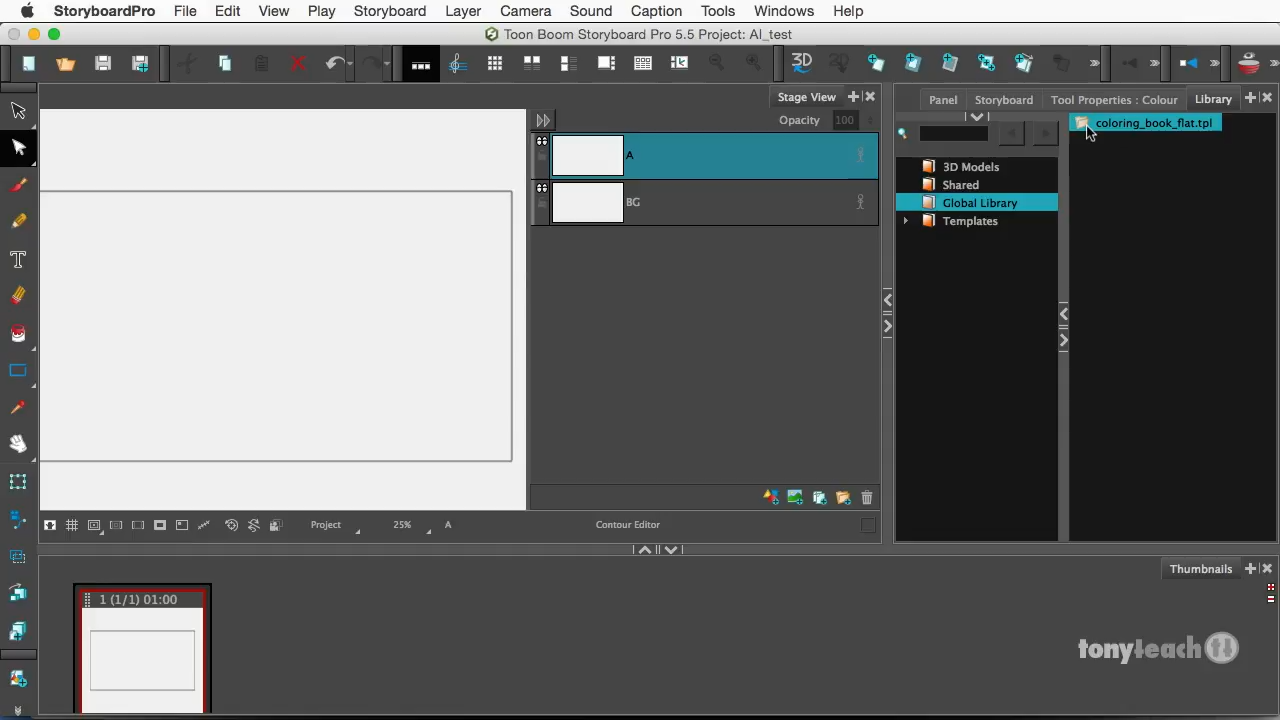 StoryboardPro File Edit View Play Storyboard Layer Camera Sound Caption Tools Windows Help
Toon Boom Storyboard Pro 5.5 Project: AI_test
3D
Stage View
Panel Storyboard Tool Properties : Colour Library
Opacity 100
coloring_book_flat.tpl
A
3D Models
Shared
BG
Global Library
Templates
T
Project 25% A Contour Editor
Thumbnails
1 (1/1) 01:00
tonyteach